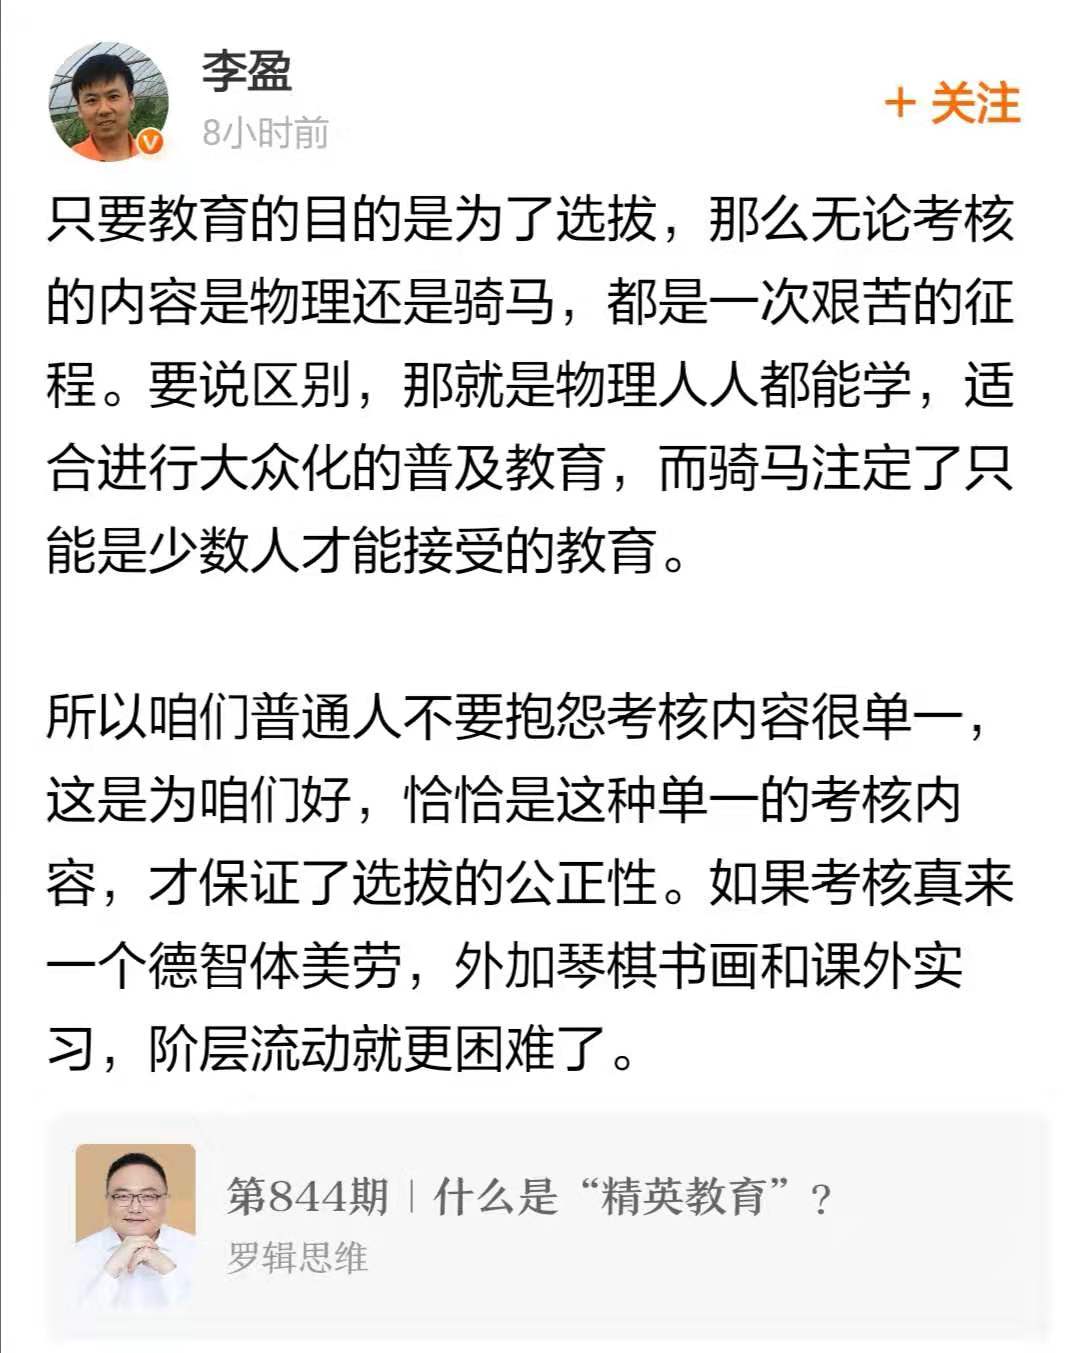 李盈
8小时前
+ 关注
只要教育的目的是为了选拔，那么无论考核
的内容是物理还是骑马，都是一次艰苦的征
程。要说区别，那就是物理人人都能学，适
合进行大众化的普及教育，而骑马注定了只
能是少数人才能接受的教育。
所以咱们普通人不要抱怨考核内容很单一，
这是为咱们好，恰恰是这种单一的考核内
容，才保证了选拔的公正性。如果考核真来
一个德智体美劳，外加琴棋书画和课外实
习，阶层流动就更困难了。
第844期｜什么是“精英教育”？
罗辑思维